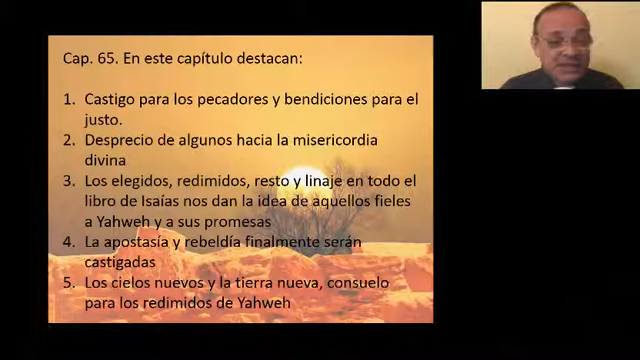 Cap. 65. En este capítulo destacan:
1. Castigo para los pecadores y bendiciones para el
justo.
2. Desprecio de algunos hacia la misericordia
divina
3. Los elegidos, redimidos, resto y linaje en todo el
libro de Isaías nos dan la idea de aquellos fieles
a Yahweh y a sus promesas
4. La apostasía y rebeldía finalmente serán
castigadas
5. Los cielos nuevos y la tierra nueva, consuelo
para los redimidos de Yahweh